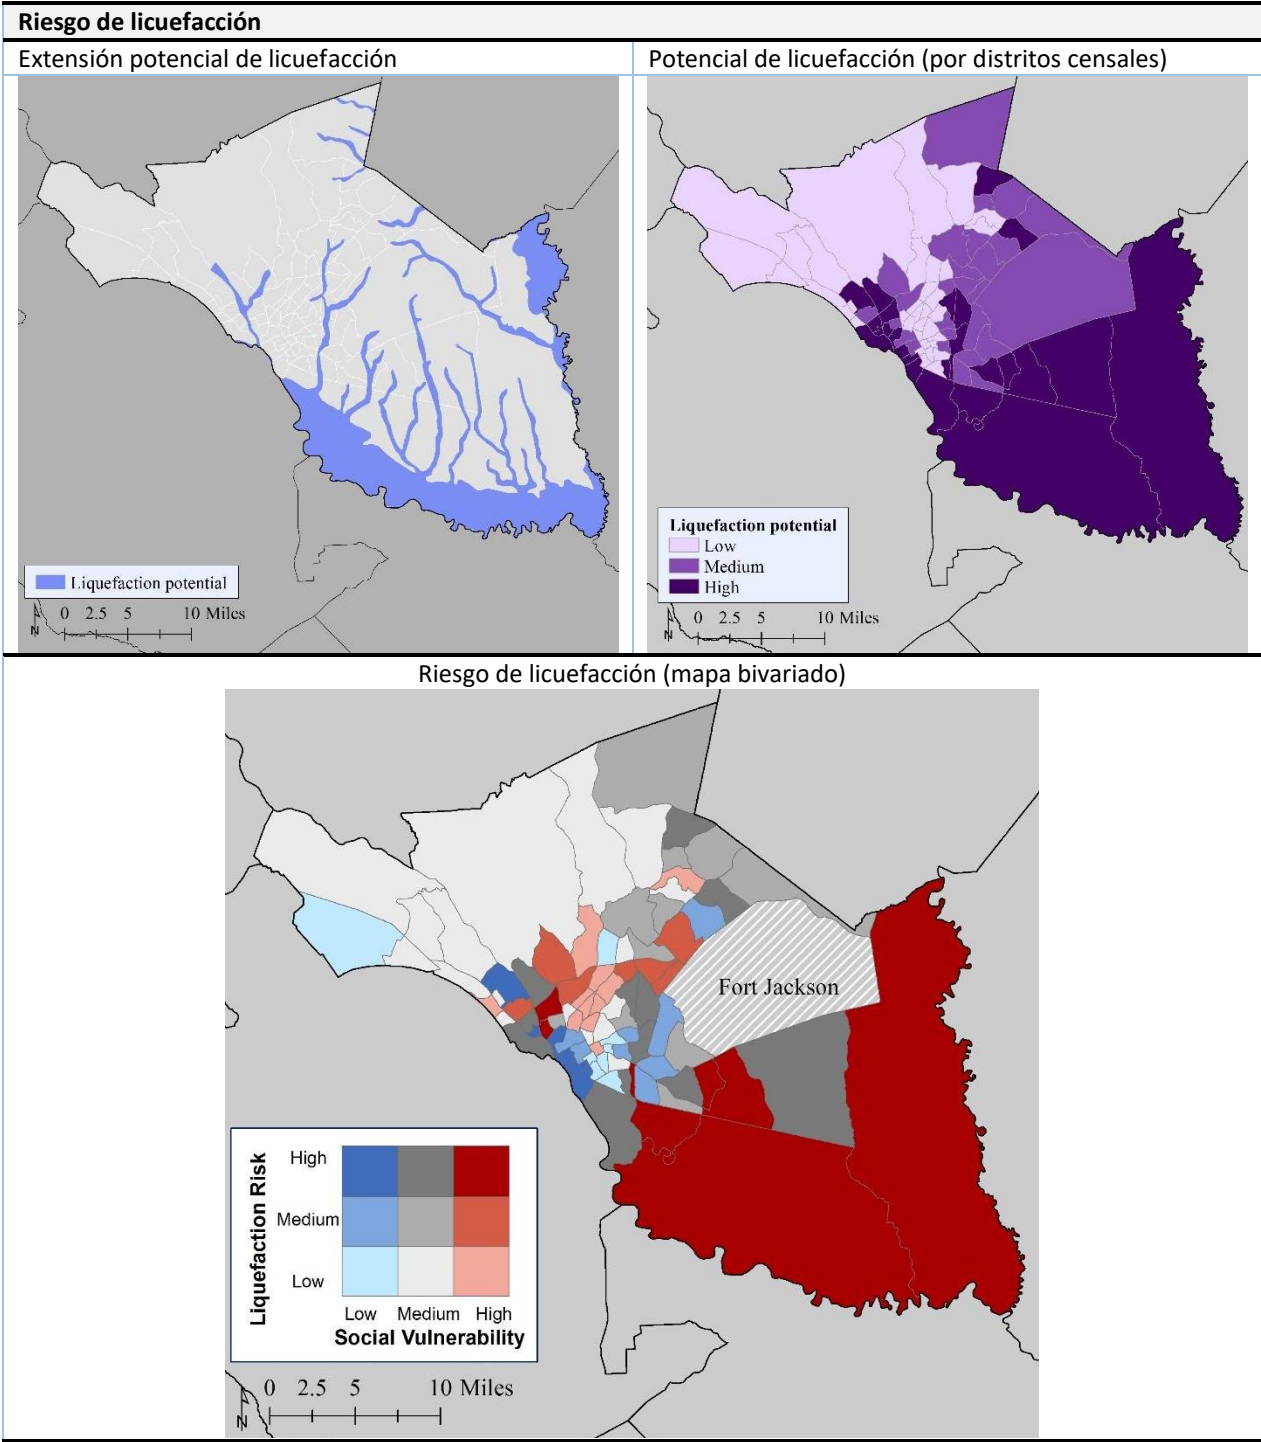 Riesgo de licuefacción
Extensión potencial de licuefacción
Potencial de licuefacción (por distritos censales)
Liquefaction potential
N
0 2.5 5 10 Miles
Liquefaction potential
Low
Medium
High
N
0 2.5 5 10 Miles
Riesgo de licuefacción (mapa bivariado)
Fort Jackson
Liquefaction Risk
High
Medium
Low
Low Medium High
Social Vulnerability
N
0 2.5 5 10 Miles